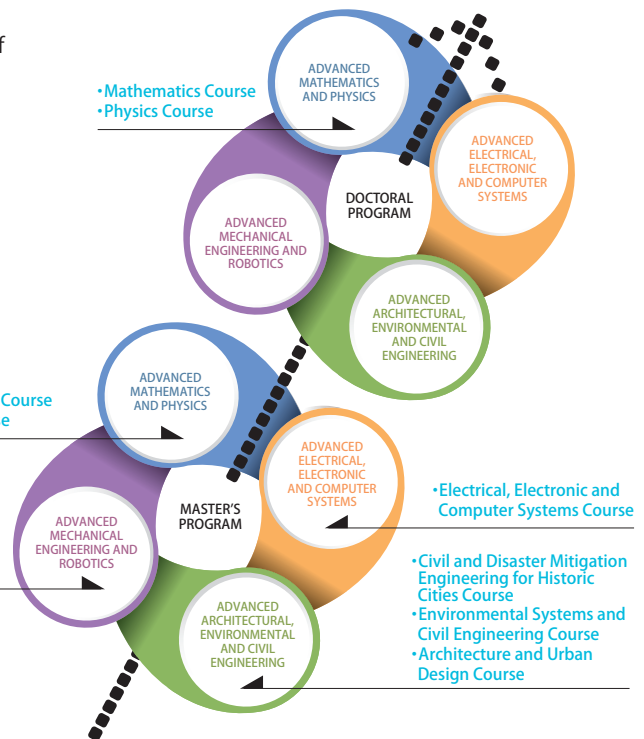 f
•Mathematics Course
•Physics Course
ADVANCED
MATHEMATICS
AND PHYSICS
ADVANCED
ELECTRICAL,
ELECTRONIC
AND COMPUTER
SYSTEMS
DOCTORAL
PROGRAM
ADVANCED
MECHANICAL
ENGINEERING AND
ROBOTICS
ADVANCED
ARCHITECTURAL,
ENVIRONMENTAL
AND CIVIL
ENGINEERING
Course
e
ADVANCED
MATHEMATICS
AND PHYSICS
ADVANCED
ELECTRICAL,
ELECTRONIC
AND COMPUTER
SYSTEMS
MASTER'S
PROGRAM
ADVANCED
MECHANICAL
ENGINEERING AND
ROBOTICS
ADVANCED
ARCHITECTURAL,
ENVIRONMENTAL
AND CIVIL
ENGINEERING
•Electrical, Electronic and
Computer Systems Course
•Civil and Disaster Mitigation
Engineering for Historic
Cities Course
•Environmental Systems and
Civil Engineering Course
•Architecture and Urban
Design Course